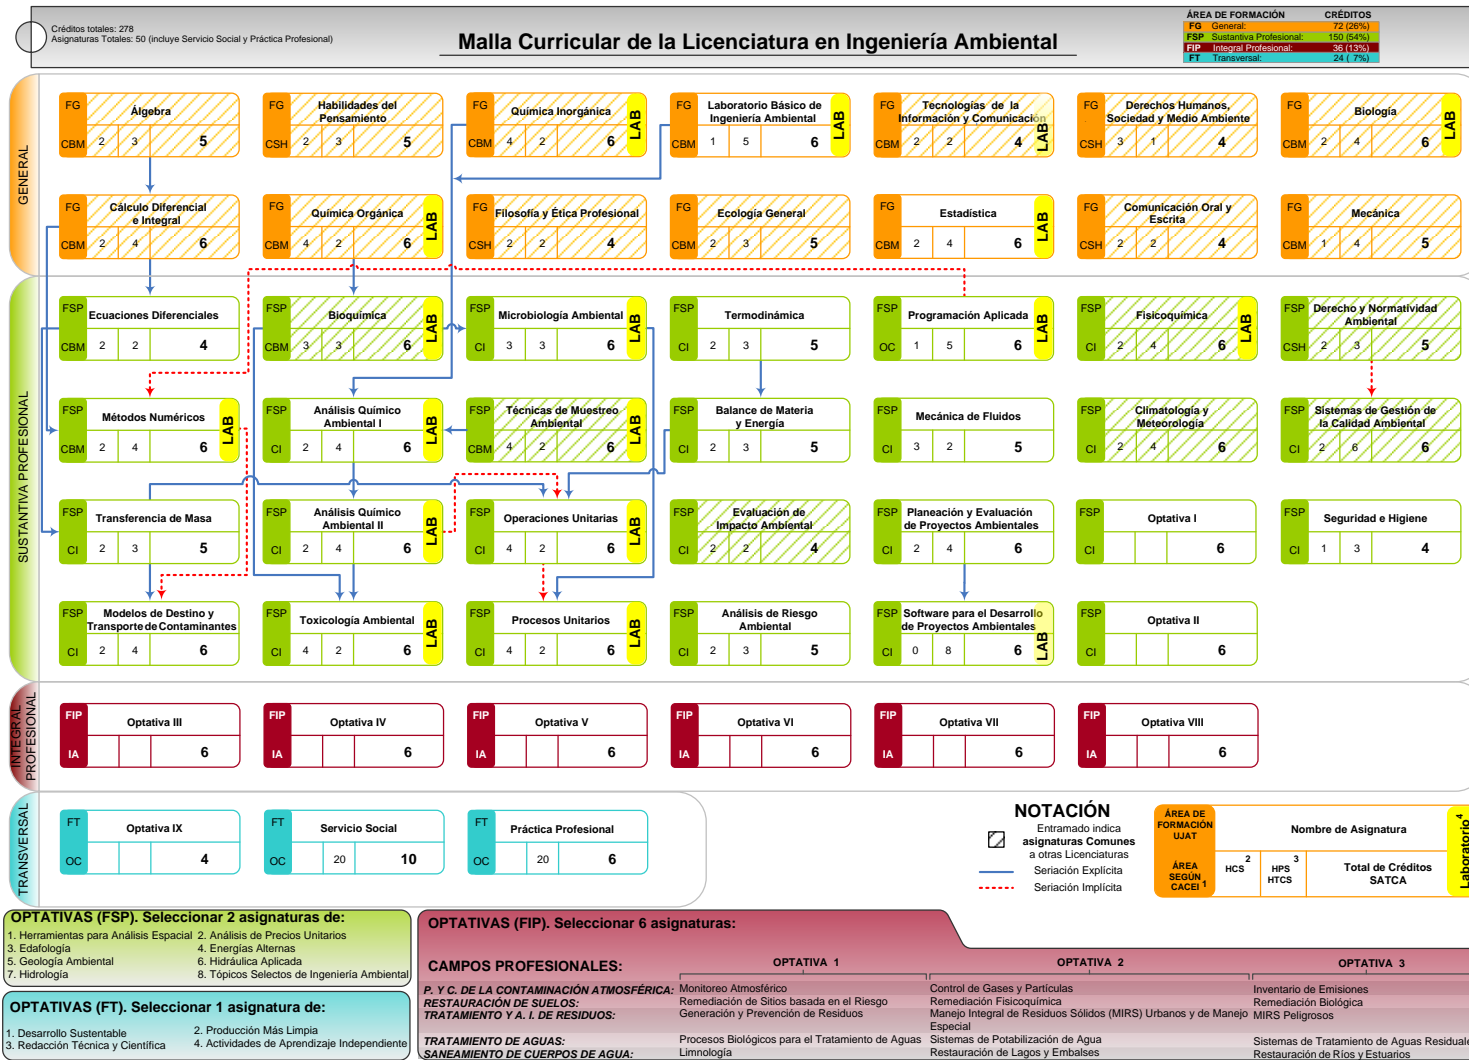 Créditos totales: 278
Asignaturas Totales: 50 (incluye Servicio Social y Práctica Profesional)
Malla Curricular de la Licenciatura en Ingeniería Ambiental
ÁREA DE FORMACIÓN CRÉDITOS
FG General: 72 (26%)
FSP Sustantiva Profesional: 150 (54%)
FIP Integral Profesional: 36 (13%)
FT Transversal: 24 ( 7%)
GENERAL
FG Álgebra
CBM 2 3 5
FG Habilidades del
Pensamiento
CSH 2 3 5
FG Química Inorgánica
CBM 4 2 6 LAB
FG Laboratorio Básico de
Ingeniería Ambiental
CBM 1 5 6 LAB
FG Tecnologías de la
Información y Comunicación
CBM 2 2 4 LAB
FG Derechos Humanos,
Sociedad y Medio Ambiente
CSH 3 1 4
FG Biología
CBM 2 4 6 LAB
FG Cálculo Diferencial
e Integral
CBM 2 4 6
FG Química Orgánica
CBM 4 2 6 LAB
FG Filosofía y Ética Profesional
CSH 2 2 4
FG Ecología General
CBM 2 3 5
FG Estadística
CBM 2 4 6 LAB
FG Comunicación Oral y
Escrita
CSH 2 2 4
FG Mecánica
CBM 1 4 5
SUSTANTIVA PROFESIONAL
FSP Ecuaciones Diferenciales
CBM 2 2 4
FSP Bioquímica
CBM 3 3 6 LAB
FSP Microbiología Ambiental
CI 3 3 6 LAB
FSP Termodinámica
CI 2 3 5
FSP Programación Aplicada
OC 1 5 6 LAB
FSP Fisicoquímica
CI 2 4 6 LAB
FSP Derecho y Normatividad
Ambiental
CSH 2 3 5
FSP Métodos Numéricos
CBM 2 4 6 LAB
FSP Análisis Químico
Ambiental I
CI 2 4 6 LAB
FSP Técnicas de Muestreo
Ambiental
CBM 4 2 6
FSP Balance de Materia
y Energía
CI 2 3 5
FSP Mecánica de Fluidos
CI 3 2 5
FSP Climatología y
Meteorología
CI 2 4 6
FSP Sistemas de Gestión de
la Calidad Ambiental
CI 2 6 6
FSP Transferencia de Masa
CI 2 3 5
FSP Análisis Químico
Ambiental II
CI 2 4 6 LAB
FSP Operaciones Unitarias
CI 4 2 6 LAB
FSP Evaluación de
Impacto Ambiental
CI 2 2 4
FSP Planeación y Evaluación
de Proyectos Ambientales
CI 2 4 6
FSP Optativa I
CI 6
FSP Seguridad e Higiene
CI 1 3 4
FSP Modelos de Destino y
Transporte de Contaminantes
CI 2 4 6
FSP Toxicología Ambiental
CI 4 2 6 LAB
FSP Procesos Unitarios
CI 4 2 6 LAB
FSP Análisis de Riesgo
Ambiental
CI 2 3 5
FSP Software para el Desarrollo
de Proyectos Ambientales
CI 0 8 6 LAB
FSP Optativa II
CI 6
INTEGRAL
PROFESIONAL
FIP Optativa III
IA 6
FIP Optativa IV
IA 6
FIP Optativa V
IA 6
FIP Optativa VI
IA 6
FIP Optativa VII
IA 6
FIP Optativa VIII
IA 6
TRANSVERSAL
FT Optativa IX
OC 4
FT Servicio Social
OC 20 10
FT Práctica Profesional
OC 20 6
NOTACIÓN
Entramado indica
asignaturas Comunes
a otras Licenciaturas
Seriación Explícita
Seriación Implícita
ÁREA DE
FORMACIÓN
UJAT
Nombre de Asignatura
ÁREA
SEGÚN
CACEI 1
HCS 2
HPS 3
HTCS
Total de Créditos
SATCA
Laboratorio 4
OPTATIVAS (FSP). Seleccionar 2 asignaturas de:
1. Herramientas para Análisis Espacial 2. Análisis de Precios Unitarios
3. Edafología 4. Energías Alternas
5. Geología Ambiental 6. Hidráulica Aplicada
7. Hidrología 8. Tópicos Selectos de Ingeniería Ambiental
OPTATIVAS (FT). Seleccionar 1 asignatura de:
1. Desarrollo Sustentable 2. Producción Más Limpia
3. Redacción Técnica y Científica 4. Actividades de Aprendizaje Independiente
OPTATIVAS (FIP). Seleccionar 6 asignaturas:
CAMPOS PROFESIONALES: OPTATIVA 1 OPTATIVA 2 OPTATIVA 3
P. Y C. DE LA CONTAMINACIÓN ATMOSFÉRICA: Monitoreo Atmosférico Control de Gases y Partículas Inventario de Emisiones
RESTAURACIÓN DE SUELOS: Remediación de Sitios basada en el Riesgo Remediación Fisicoquímica Remediación Biológica
TRATAMIENTO Y A. I. DE RESIDUOS: Generación y Prevención de Residuos Manejo Integral de Residuos Sólidos (MIRS) Urbanos y de Manejo MIRS Peligrosos
Especial
TRATAMIENTO DE AGUAS: Procesos Biológicos para el Tratamiento de Aguas Sistemas de Potabilización de Agua Sistemas de Tratamiento de Aguas Residuale
SANEAMIENTO DE CUERPOS DE AGUA: Limnología Restauración de Lagos y Embalses Restauración de Ríos y Estuarios